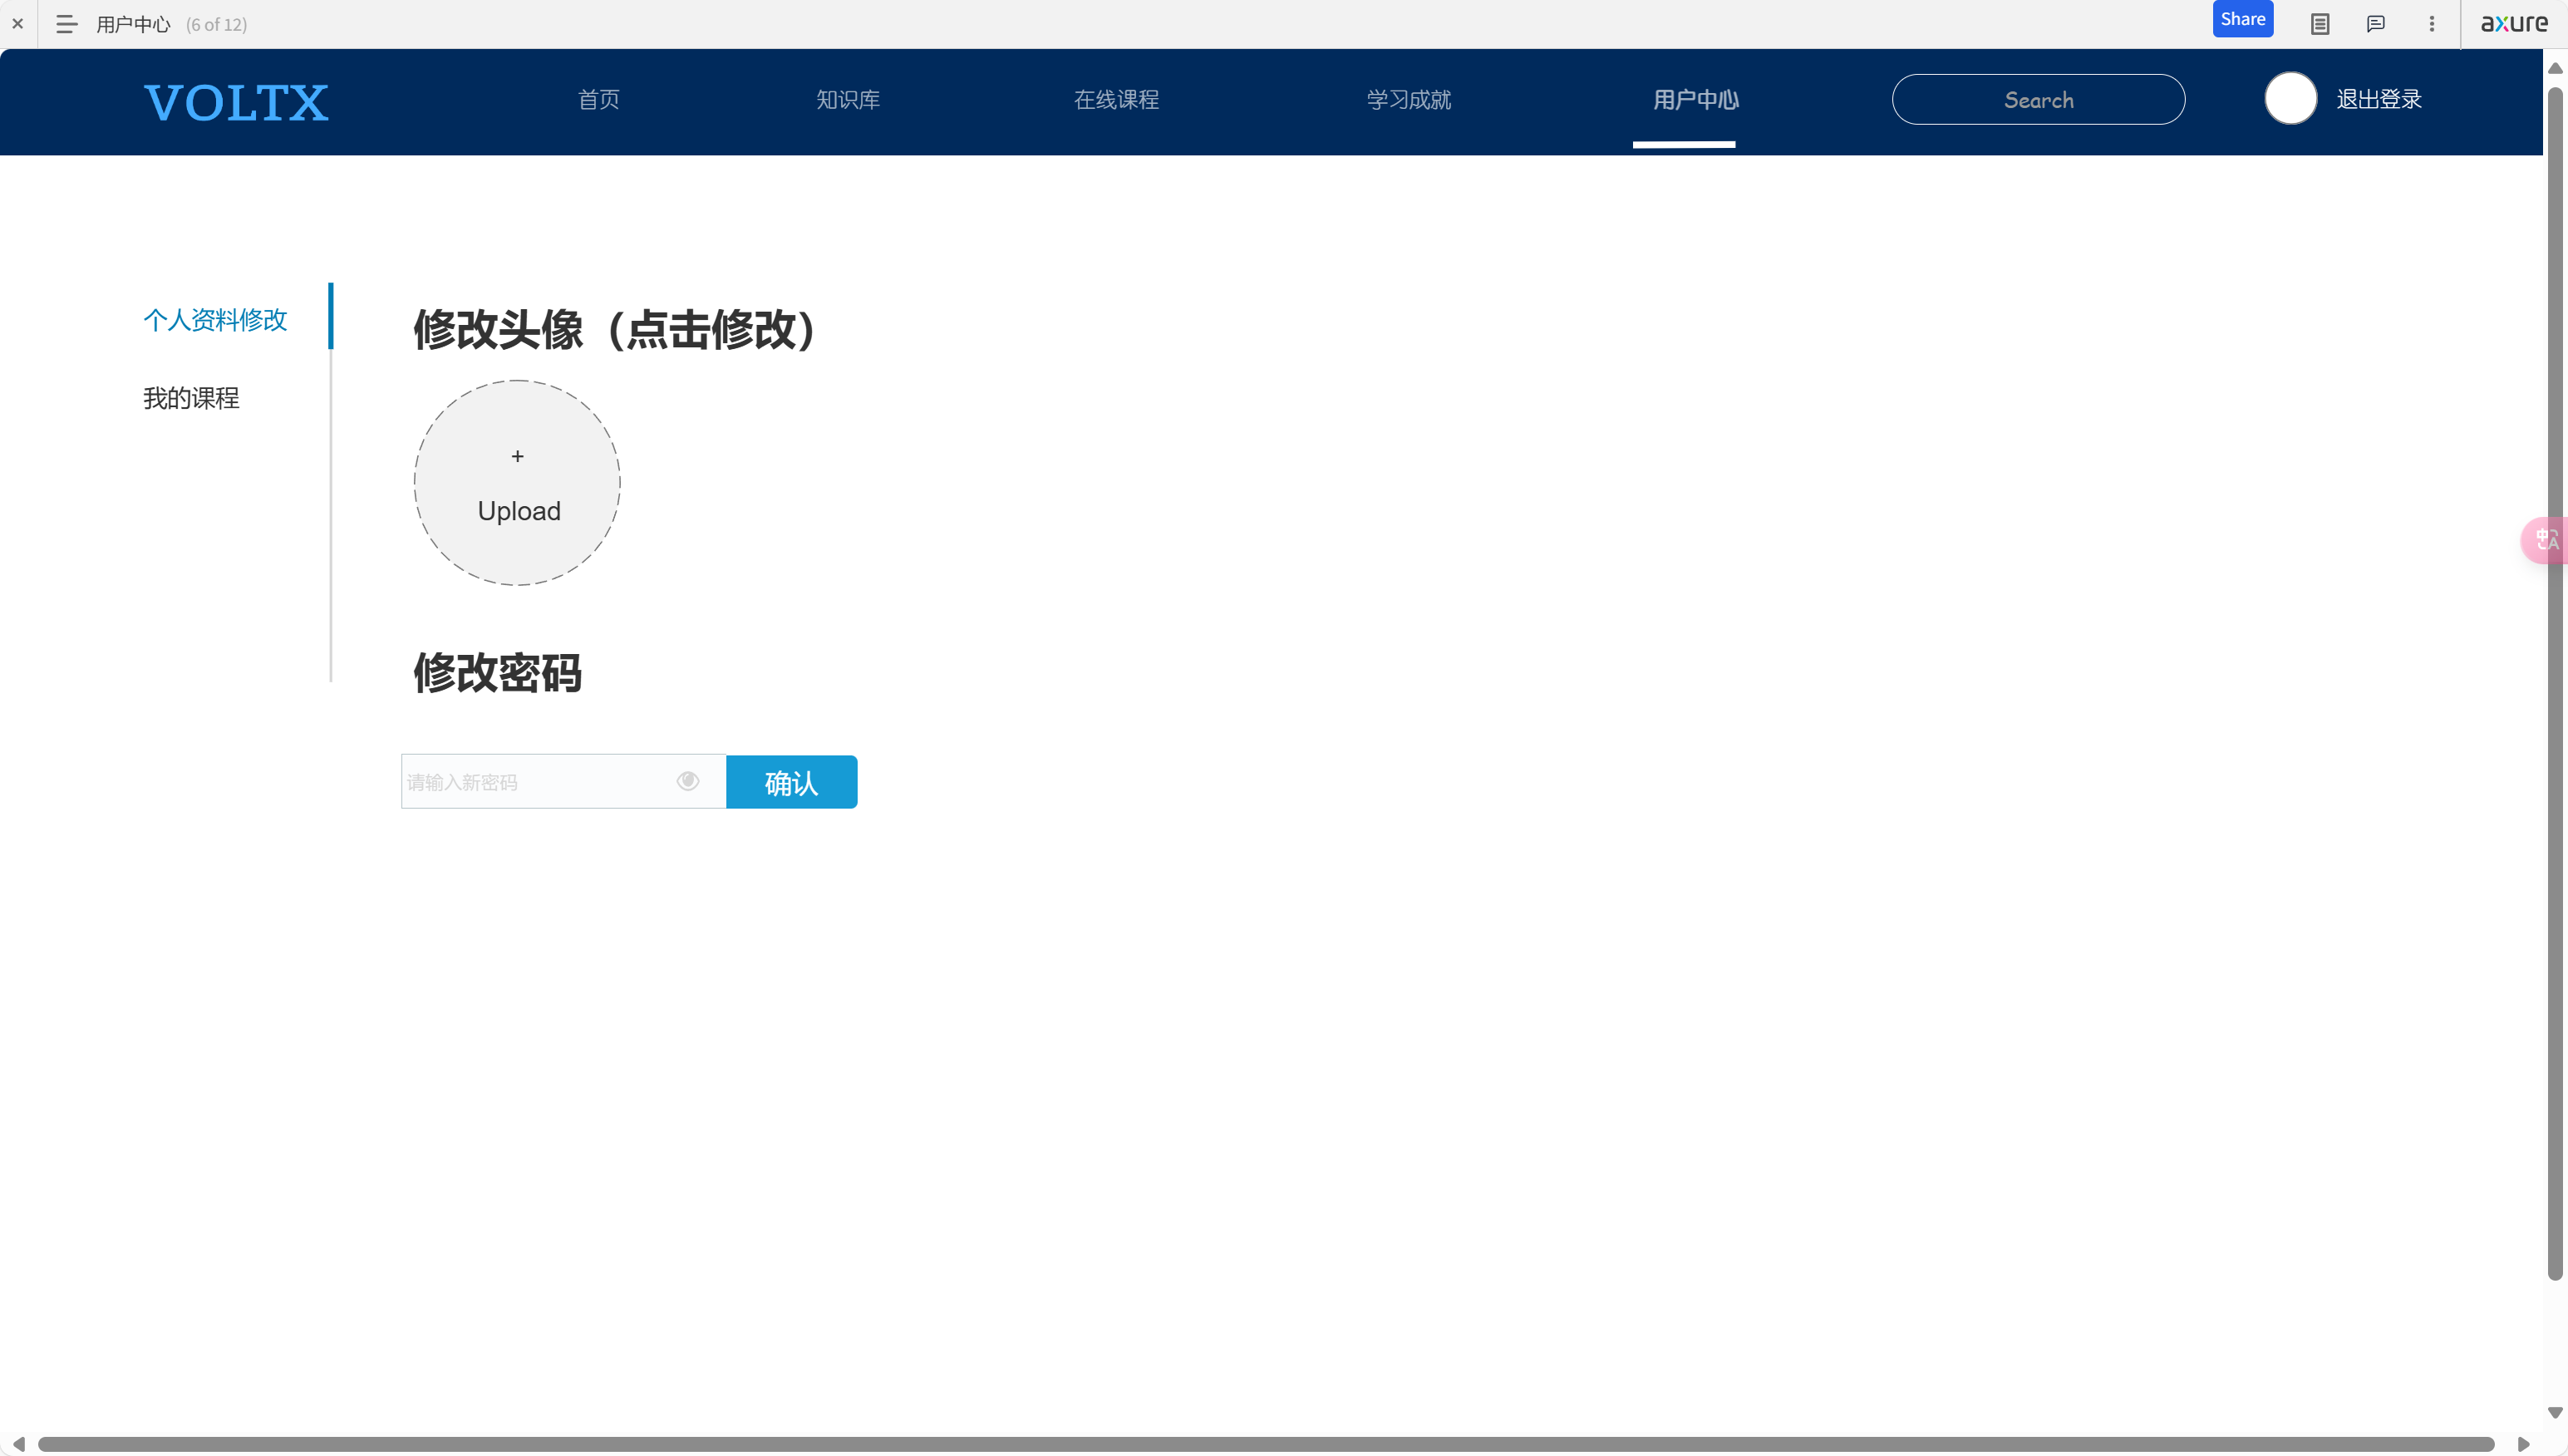 用户中心 (6 of 12)
Share
axure
VOLTX
首页
知识库
在线课程
学习成就
用户中心
Search
退出登录
个人资料修改
我的课程
修改头像（点击修改）
+
Upload
修改密码
请输入新密码
确认
中A